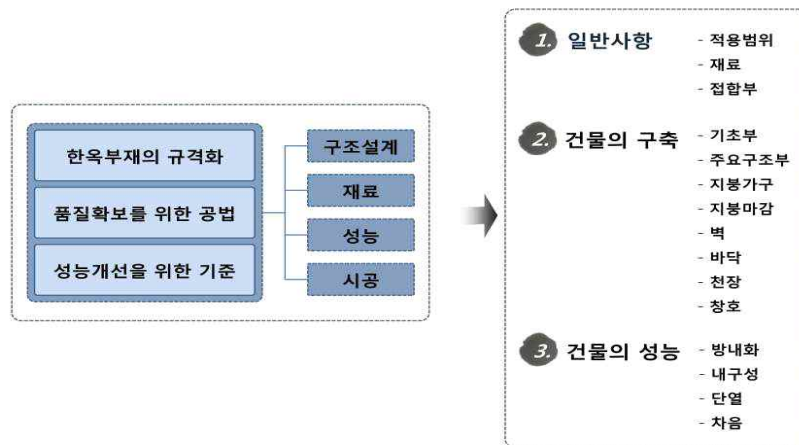 한옥부재의 규격화
품질확보를 위한 공법
성능개선을 위한 기준
구조설계
재료
성능
시공
1. 일반사항
- 적용범위
- 재료
- 접합부
2. 건물의 구축
- 기초부
- 주요구조부
- 지붕가구
- 지붕마감
- 벽
- 바닥
- 천장
- 창호
3. 건물의 성능
- 방내화
- 내구성
- 단열
- 차음